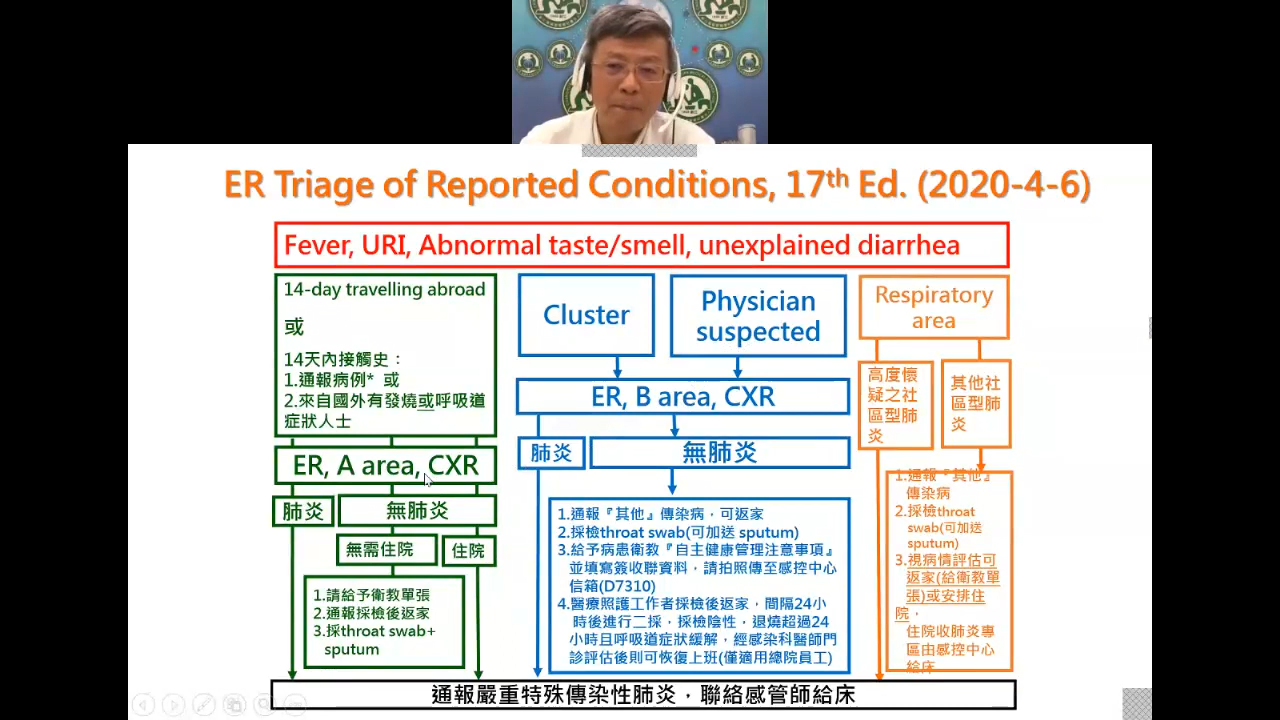 ER Triage of Reported Conditions, 17th Ed. (2020-4-6)
Fever, URI, Abnormal taste/smell, unexplained diarrhea
14-day travelling abroad
或
14天內接觸史：
1.通報病例* 或
2.來自國外有發燒或呼吸道
症狀人士
ER, A area, CXR
肺炎
無肺炎
無需住院
住院
1.請給予衛教單張
2.通報採檢後返家
3.採throat swab+
sputum
Cluster
Physician
suspected
ER, B area, CXR
肺炎
無肺炎
1.通報『其他』傳染病，可返家
2.採檢throat swab(可加送 sputum)
3.給予病患衛教『自主健康管理注意事項』
並填寫簽收聯資料，請拍照傳至感控中心
信箱(D7310)
4.醫療照護工作者採檢後返家，間隔24小
時後進行二採，採檢陰性，退燒超過24
小時且呼吸道症狀緩解，經感染科醫師門
診評估後則可恢復上班(僅適用總院員工)
Respiratory
area
高度懷
疑之社
區型肺
炎
其他社
區型肺
炎
1.通報『其他』
傳染病
2.採檢throat
swab(可加送
sputum)
3.視病情評估可
返家(給衛教單
張)或安排住
院，
住院收肺炎專
區由感控中心
給床
通報嚴重特殊傳染性肺炎，聯絡感管師給床